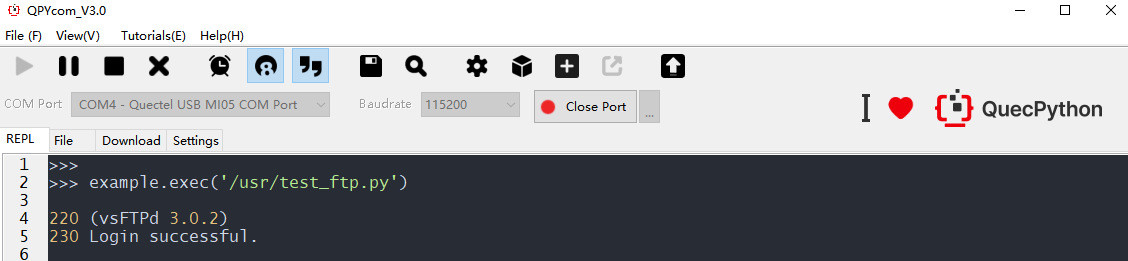 QPYcom_V3.0
File (F) View(V) Tutorials(E) Help(H)
COM Port COM4 - Quectel USB MI05 COM Port Baudrate 115200 Close Port ... I QuecPython
REPL File Download Settings
1 >>>
2 >>> example.exec('/usr/test_ftp.py')
3
4 220 (vsFTPd 3.0.2)
5 230 Login successful.
6